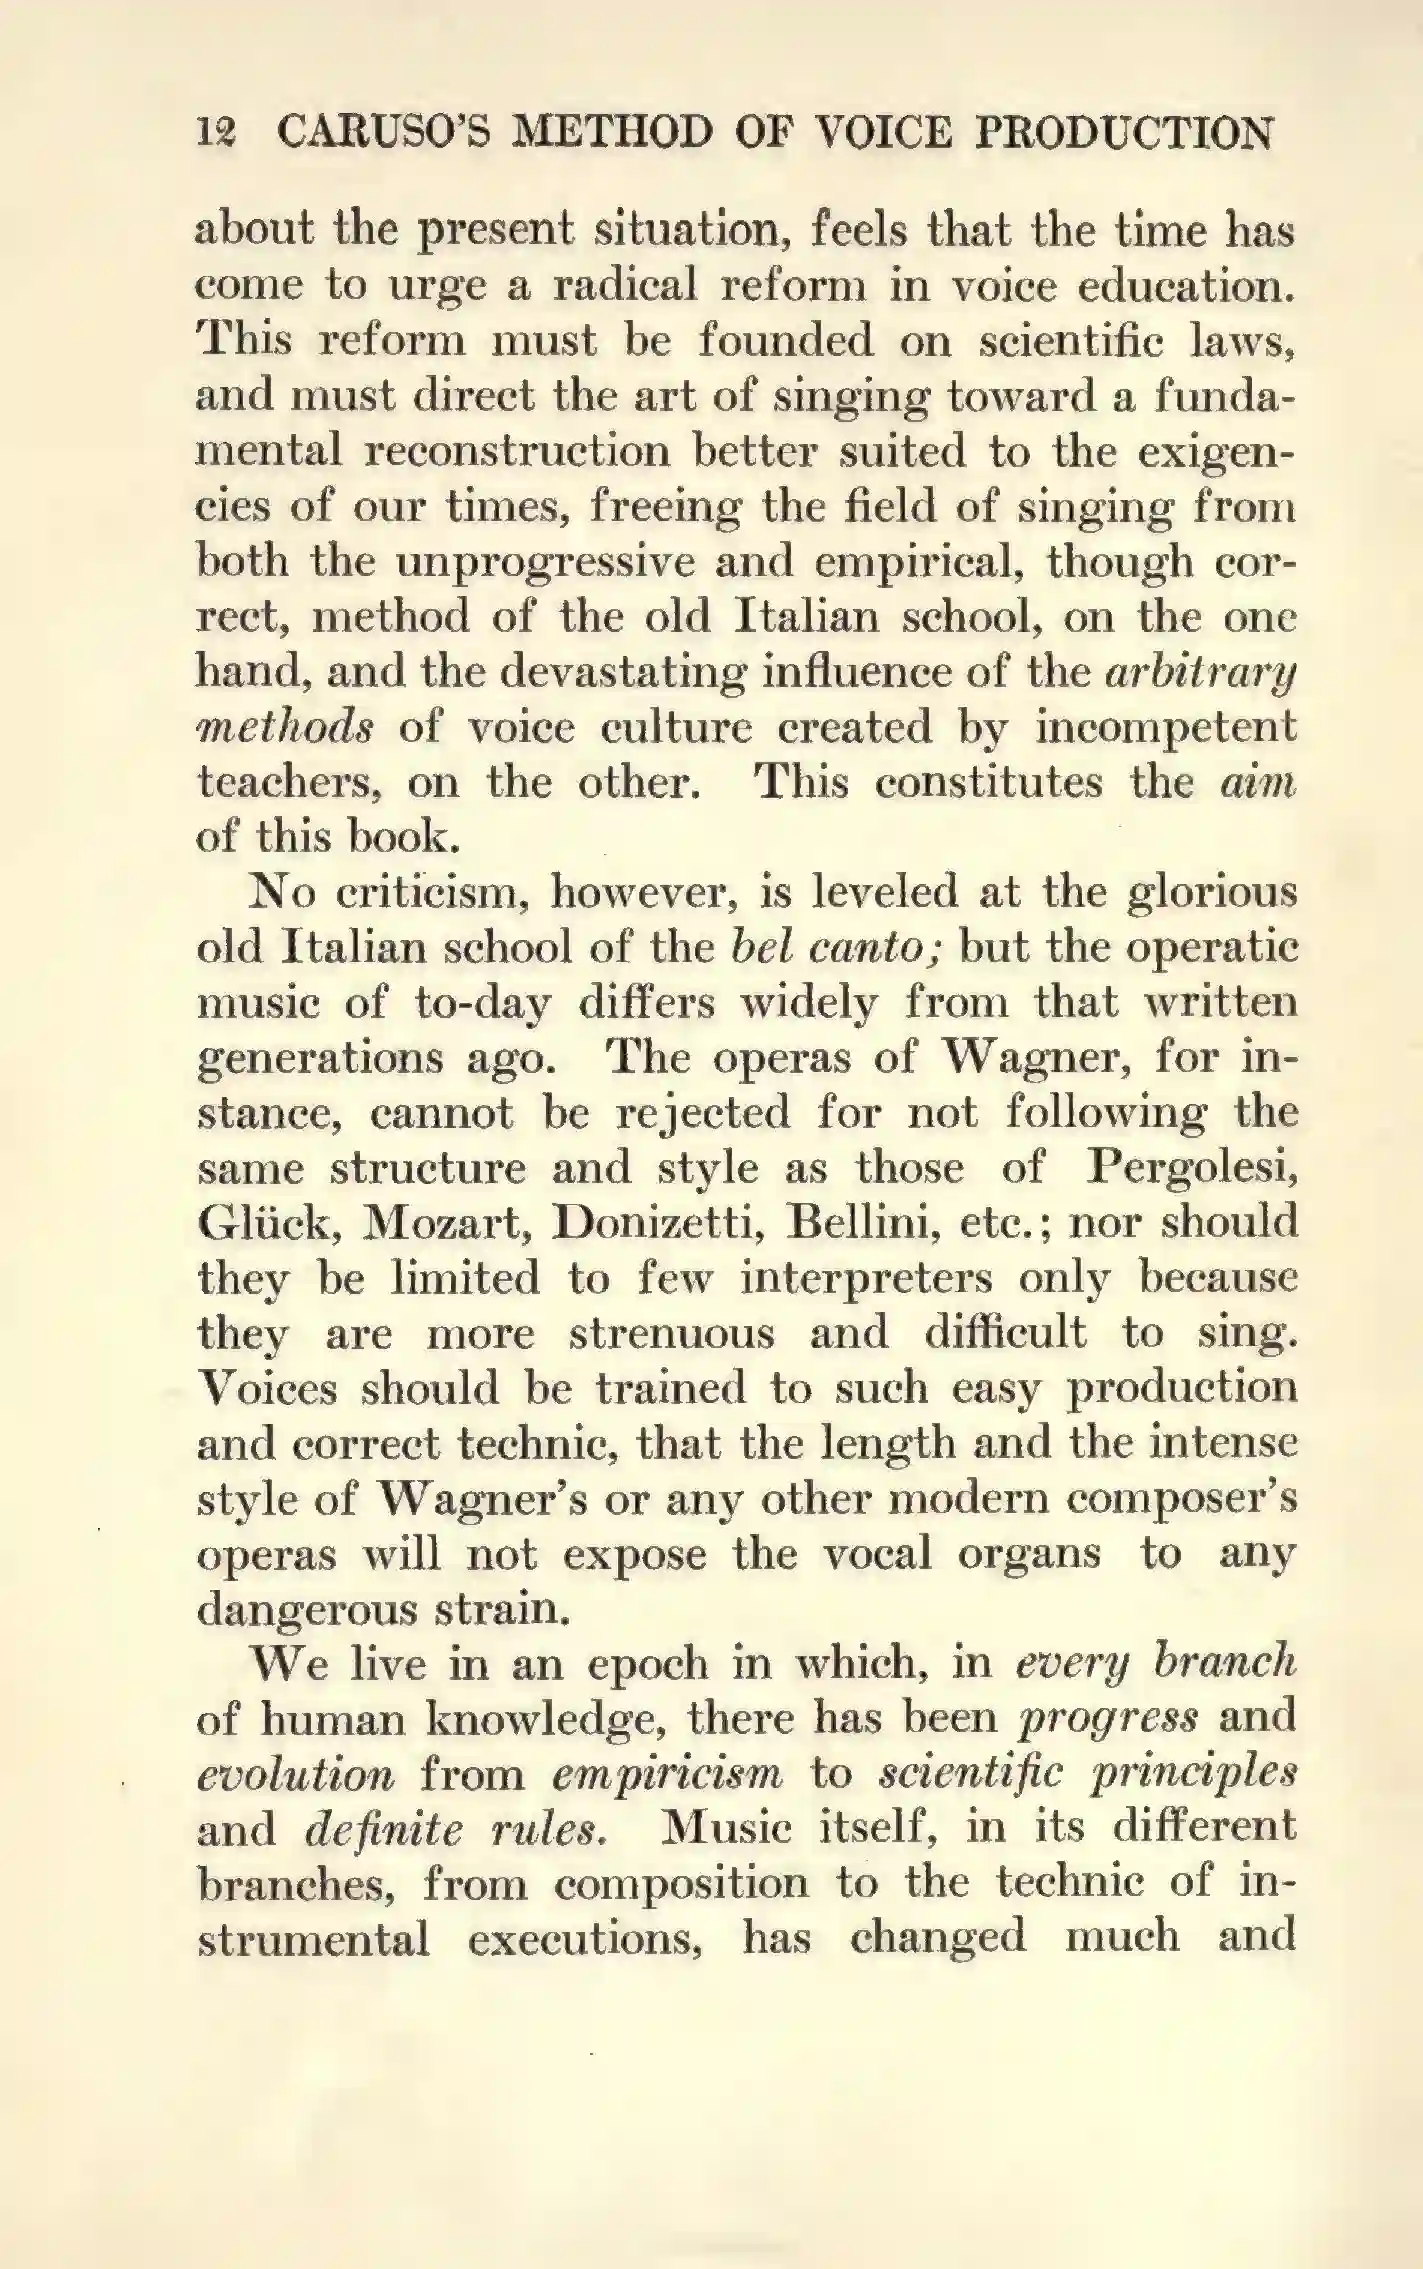 12 CARUSO'S METHOD OF VOICE PRODUCTION
about the present situation, feels that the time has
come to urge a radical reform in voice education.
This reform must be founded on scientific laws,
and must direct the art of singing toward a funda-
mental reconstruction better suited to the exigen-
cies of our times, freeing the field of singing from
both the unprogressive and empirical, though cor-
rect, method of the old Italian school, on the one
hand, and the devastating influence of the arbitrary
methods of voice culture created by incompetent
teachers, on the other. This constitutes the aim
of this book.
No criticism, however, is leveled at the glorious
old Italian school of the bel canto; but the operatic
music of to-day differs widely from that written
generations ago. The operas of Wagner, for in-
stance, cannot be rejected for not following the
same structure and style as those of Pergolesi,
Glück, Mozart, Donizetti, Bellini, etc.; nor should
they be limited to few interpreters only because
they are more strenuous and difficult to sing.
Voices should be trained to such easy production
and correct technic, that the length and the intense
style of Wagner's or any other modern composer's
operas will not expose the vocal organs to any
dangerous strain.
We live in an epoch in which, in every branch
of human knowledge, there has been progress and
evolution from empiricism to scientific principles
and definite rules. Music itself, in its different
branches, from composition to the technic of in-
strumental executions, has changed much and